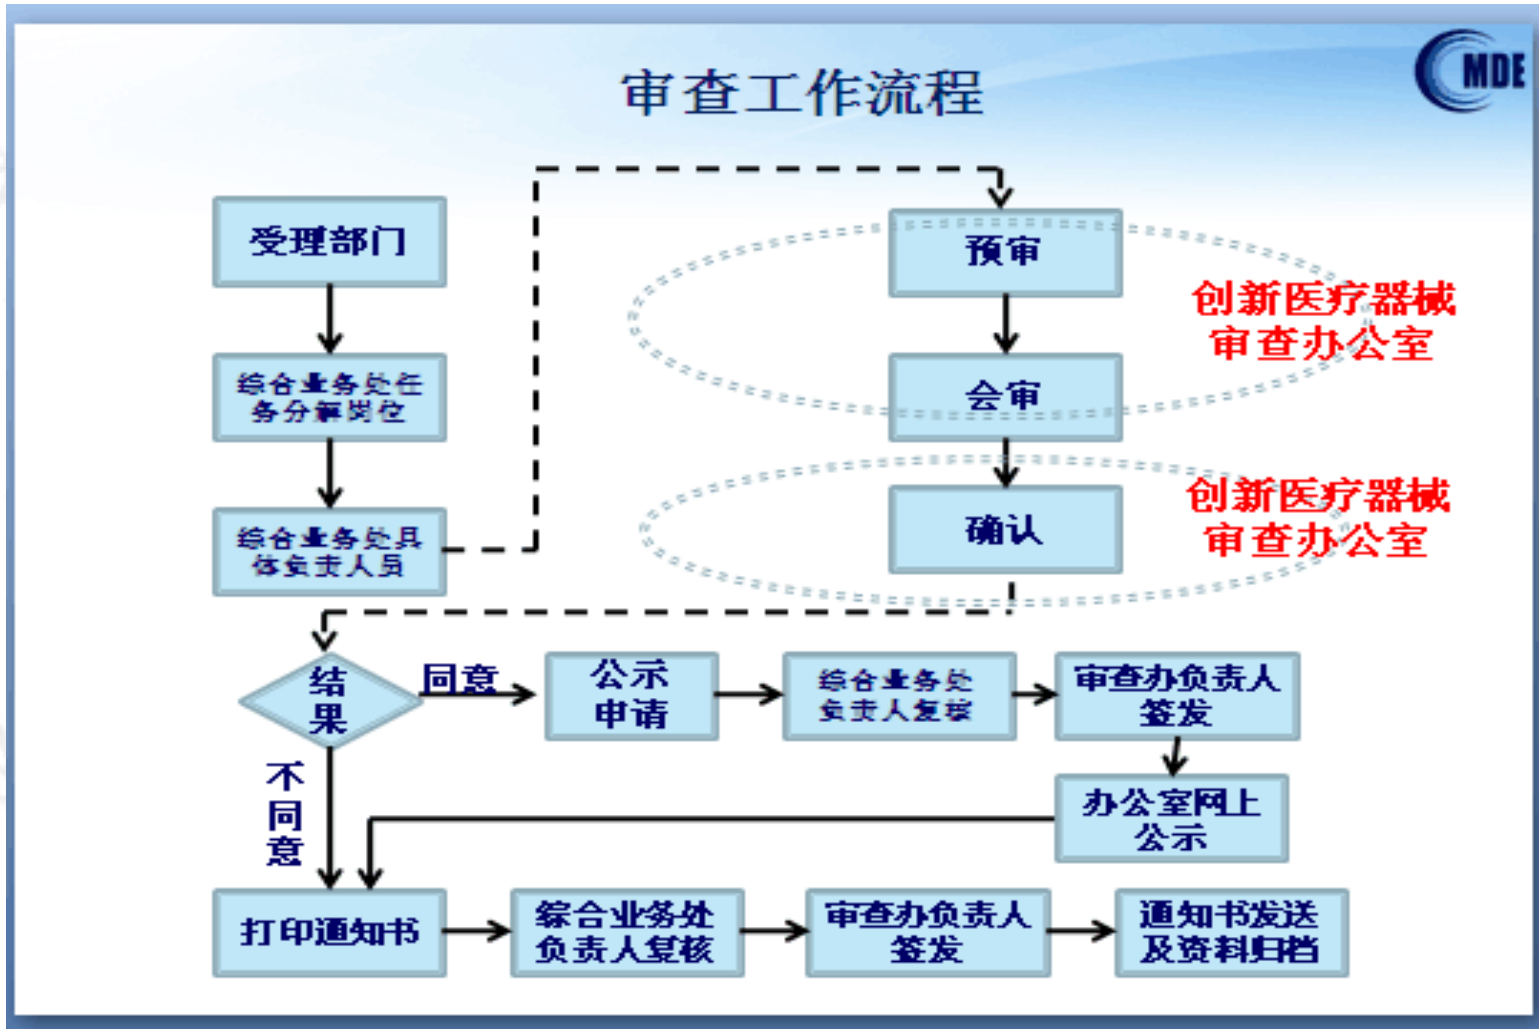 MDE
审查工作流程
受理部门
预审
创新医疗器械
审查办公室
综合业务处任
务分解岗位
会审
综合业务处具
体负责人员
确认
创新医疗器械
审查办公室
结
果
同意
公示
申请
综合业务处
负责人复核
审查办负责人
签发
不
同
意
办公室网上
公示
打印通知书
综合业务处
负责人复核
审查办负责人
签发
通知书发送
及资料归档